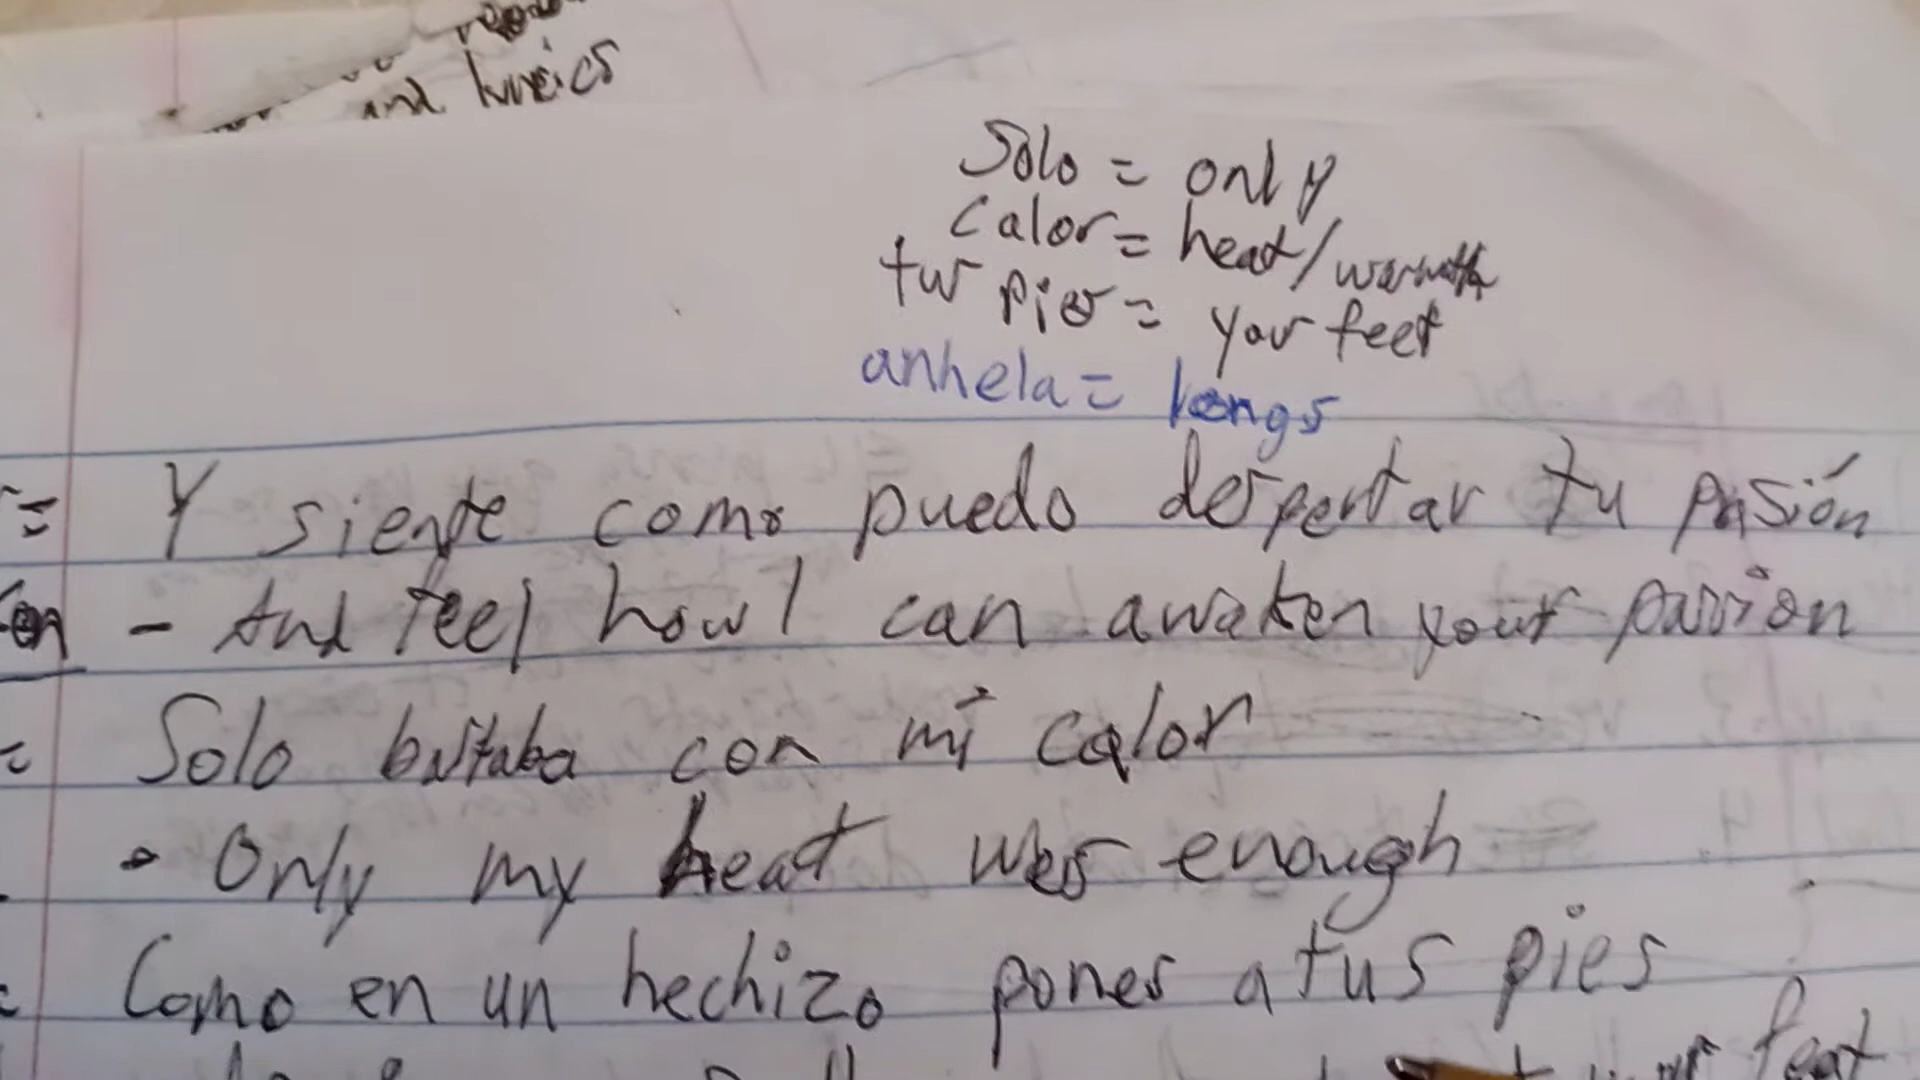 and lyrics
Solo = only
Calor = heat/warmth
tus pies = your feet
anhela = longs
= Y siente como puedo despertar tu pasión
en - And feel how I can awaken your passion
= Solo bastaba con mi calor
- Only my heat was enough
Como en un hechizo pones a tus pies
feet